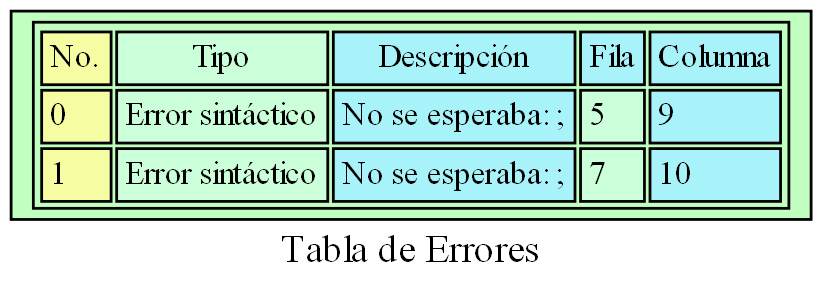 No. Tipo Descripción Fila Columna
0 Error sintáctico No se esperaba: ; 5 9
1 Error sintáctico No se esperaba: ; 7 10
Tabla de Errores